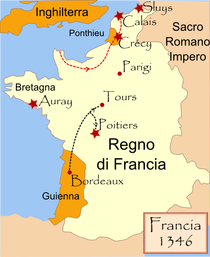 Inghilterra
Sluys
Calais
Ponthieu
Crécy
Sacro
Romano
Impero
Parigi
Bretagna
Auray
Tours
Poitiers
Regno
di Francia
Bordeaux
Guienna
Francia
1346